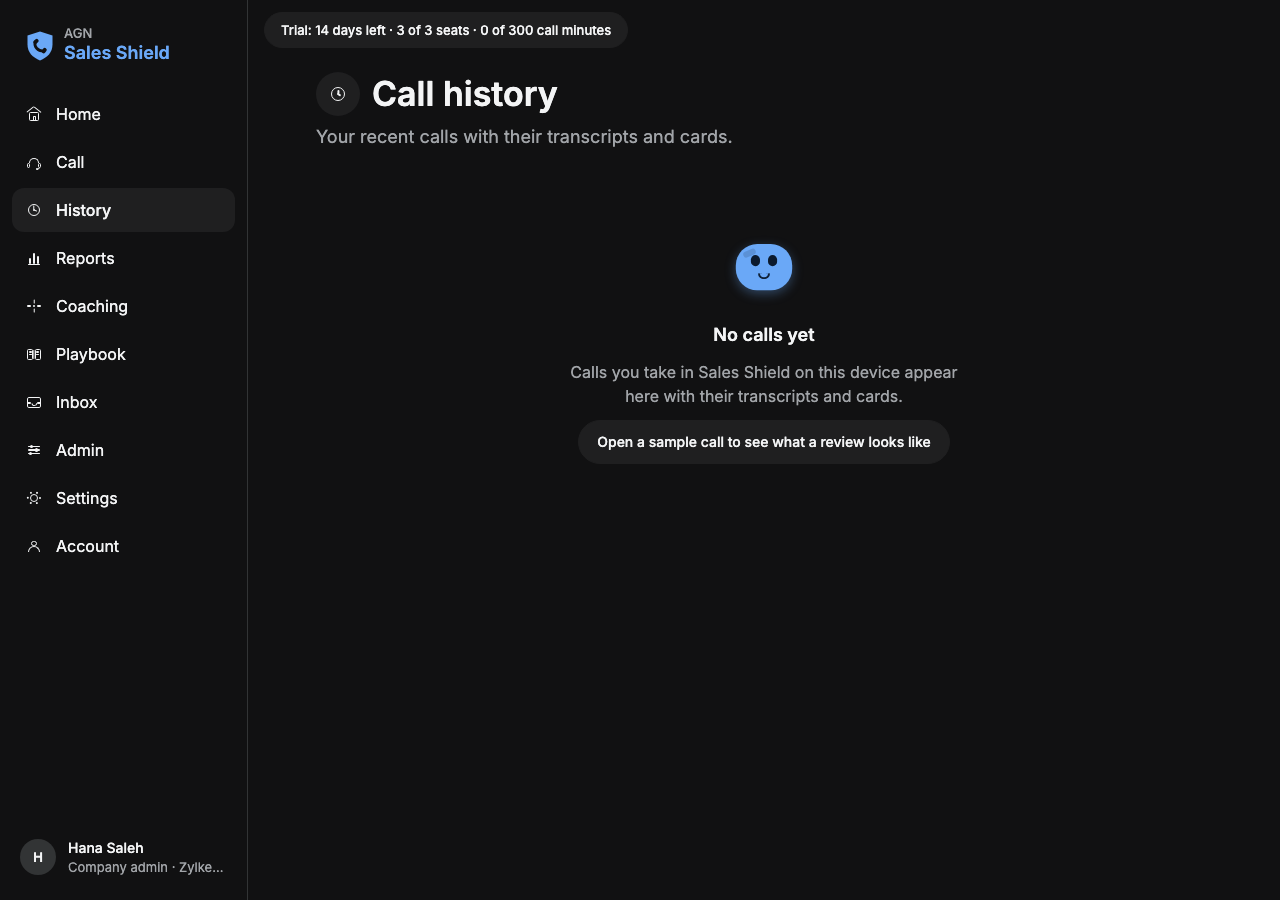 AGN
Sales Shield
Home
Call
History
Reports
Coaching
Playbook
Inbox
Admin
Settings
Account
H
Hana Saleh
Company admin · Zylke...
Trial: 14 days left · 3 of 3 seats · 0 of 300 call minutes
Call history
Your recent calls with their transcripts and cards.
No calls yet
Calls you take in Sales Shield on this device appear
here with their transcripts and cards.
Open a sample call to see what a review looks like